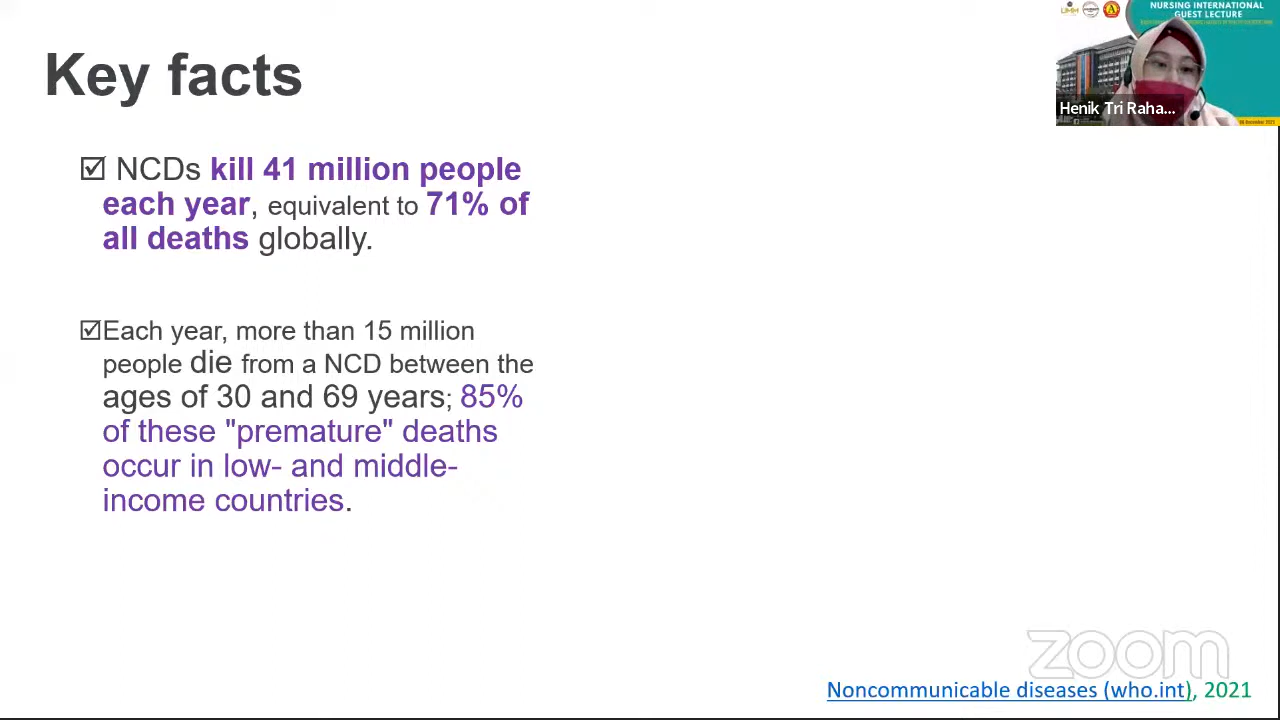 Key facts
☑ NCDs kill 41 million people
each year, equivalent to 71% of
all deaths globally.
☑Each year, more than 15 million
people die from a NCD between the
ages of 30 and 69 years; 85%
of these "premature" deaths
occur in low- and middle-
income countries.
NURSING INTERNATIONAL
GUEST LECTURE
Henik Tri Raha...
zoom
Noncommunicable diseases (who.int), 2021